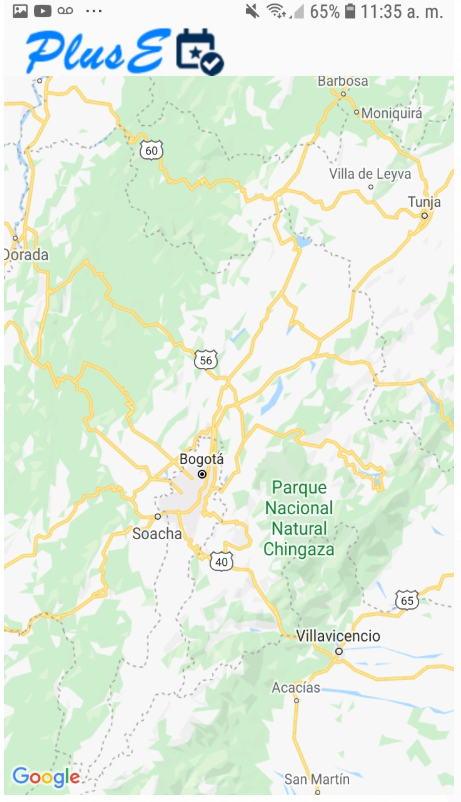 65% 11:35 a. m.
PlusE
Barbosa
Moniquirá
60
Villa de Leyva
Tunja
Dorada
56
Bogotá
Parque
Nacional
Natural
Chingaza
Soacha
40
65
Villavicencio
Acacías
Google
San Martín